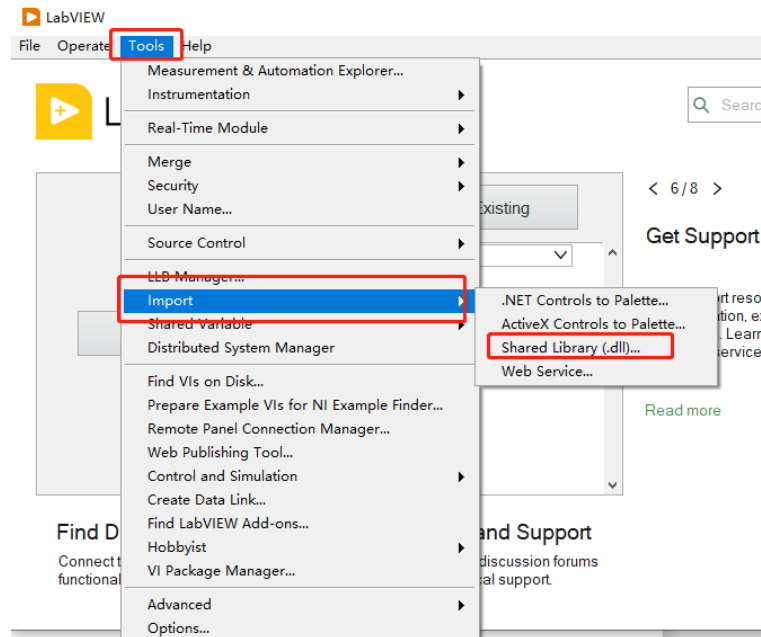 LabVIEW
File Operate Tools Help
Measurement & Automation Explorer...
Instrumentation
Real-Time Module
Merge
Security
User Name...
Source Control
LLB Manager...
Import
Shared Variable
Distributed System Manager
Find VIs on Disk...
Prepare Example VIs for NI Example Finder...
Remote Panel Connection Manager...
Web Publishing Tool...
Control and Simulation
Create Data Link...
Find LabVIEW Add-ons...
Hobbyist
VI Package Manager...
Advanced
Options...
.NET Controls to Palette...
ActiveX Controls to Palette...
Shared Library (.dll)...
Web Service...
L
Existing
6/8
Get Support
Read more
Find D
Connect t
functional
and Support
discussion forums
cal support.